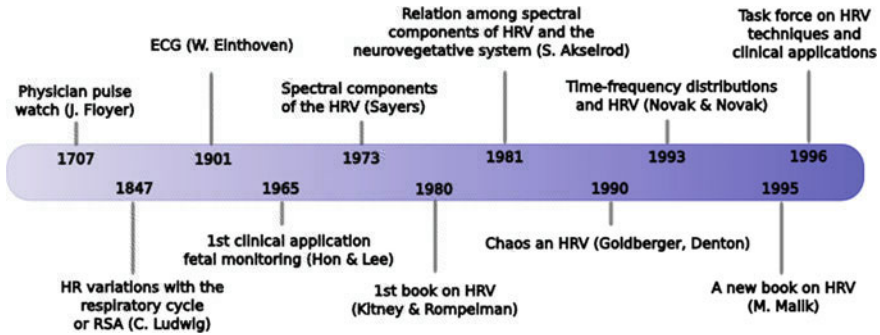 Relation among spectral
components of HRV and the
neurovegetative system (S. Akselrod)
Task force on HRV
techniques and
clinical applications
ECG (W. Einthoven)
Physician pulse
watch (J. Floyer)
Spectral components
of the HRV (Sayers)
Time-frequency distributions
and HRV (Novak & Novak)
1707
1901
1973
1981
1993
1996
1847
1965
1980
1990
1995
1st clinical application
fetal monitoring (Hon & Lee)
Chaos an HRV (Goldberger, Denton)
HR variations with the
respiratory cycle
or RSA (C. Ludwig)
1st book on HRV
(Kitney & Rompelman)
A new book on HRV
(M. Malik)